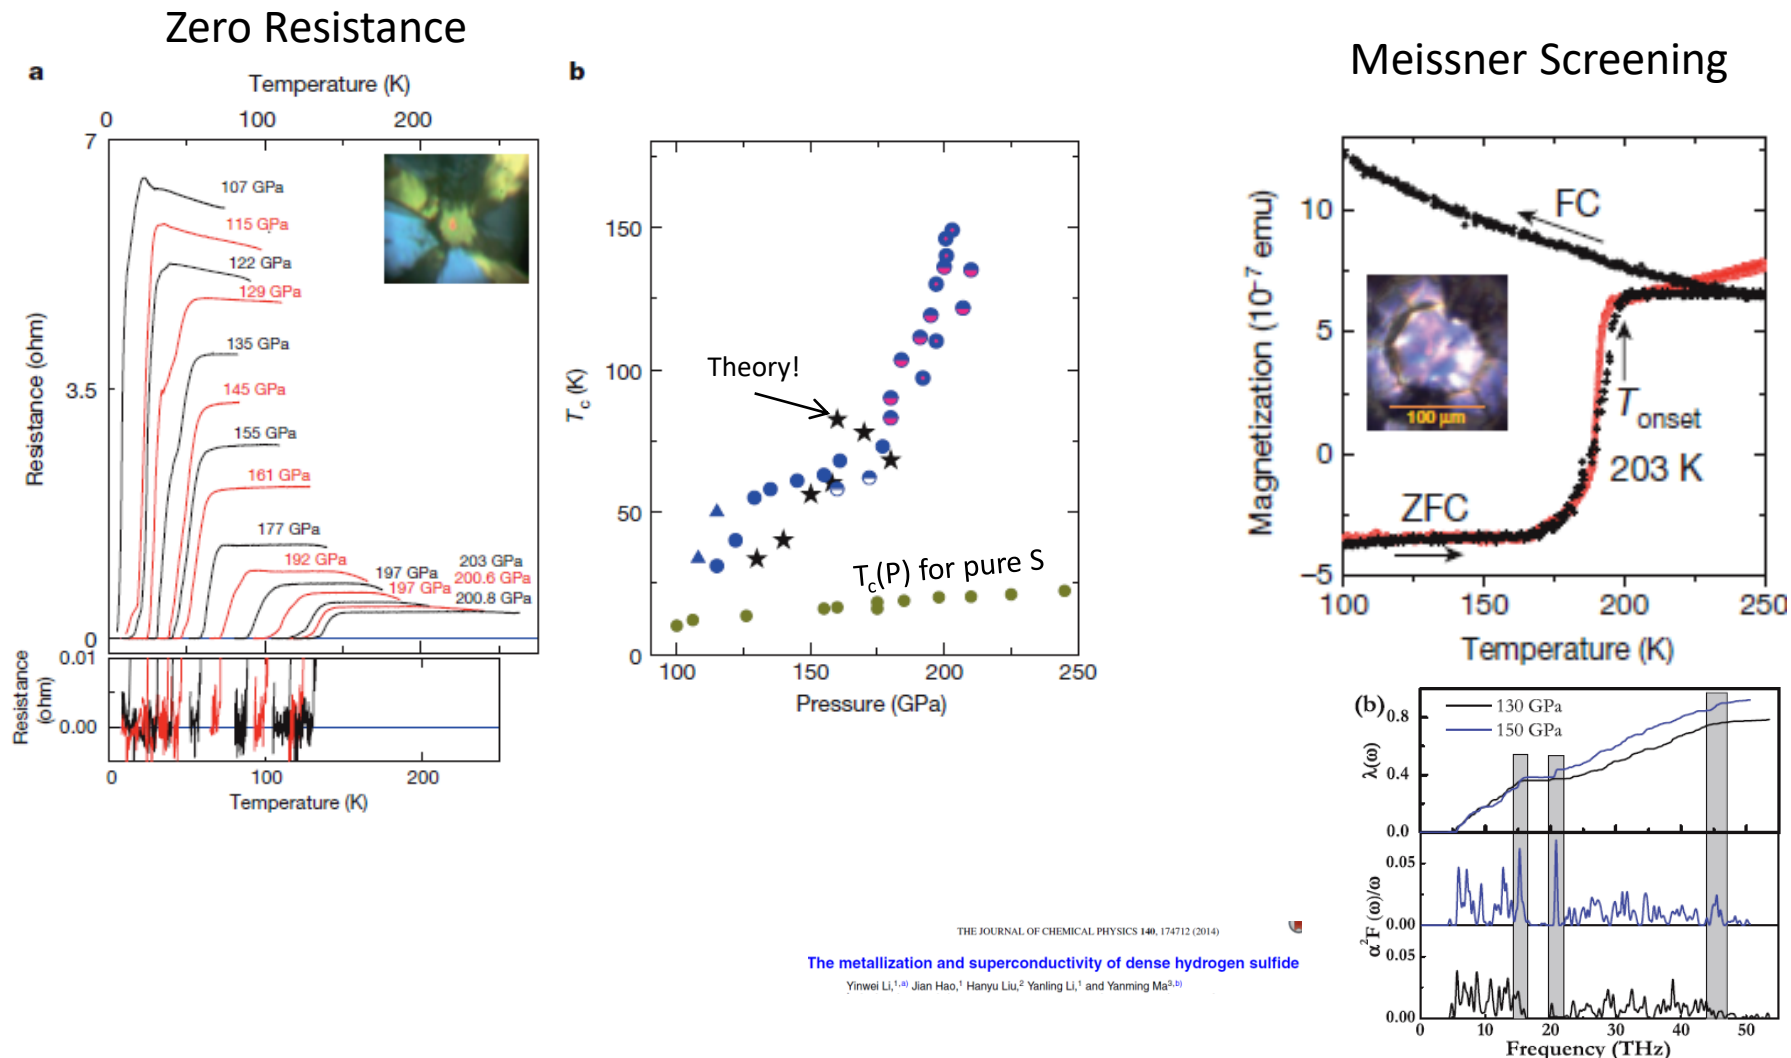 Zero Resistance
Meissner Screening
a
Temperature (K)
0
100
200
7
3.5
0
Resistance (ohm)
107 GPa
115 GPa
122 GPa
129 GPa
135 GPa
145 GPa
155 GPa
161 GPa
177 GPa
192 GPa
203 GPa
197 GPa
200.6 GPa
197 GPa
200.8 GPa
0.01
0.00
Resistance
(ohm)
0
100
200
Temperature (K)
b
150
100
50
0
Tc (K)
Theory!
Tc(P) for pure S
100
150
200
250
Pressure (GPa)
10
5
0
–5
Magnetization (10⁻⁷ emu)
FC
100 µm
T onset
203 K
ZFC
100
150
200
250
Temperature (K)
(b)
130 GPa
150 GPa
0.8
0.4
0.0
λ(ω)
0.05
0.00
0.05
0.00
α²F (ω)/ω
0
10
20
30
40
50
Frequency (THz)
THE JOURNAL OF CHEMICAL PHYSICS 140, 174712 (2014)
The metallization and superconductivity of dense hydrogen sulfide
Yinwei Li,1,a) Jian Hao,1 Hanyu Liu,2 Yanling Li,1 and Yanming Ma3,b)